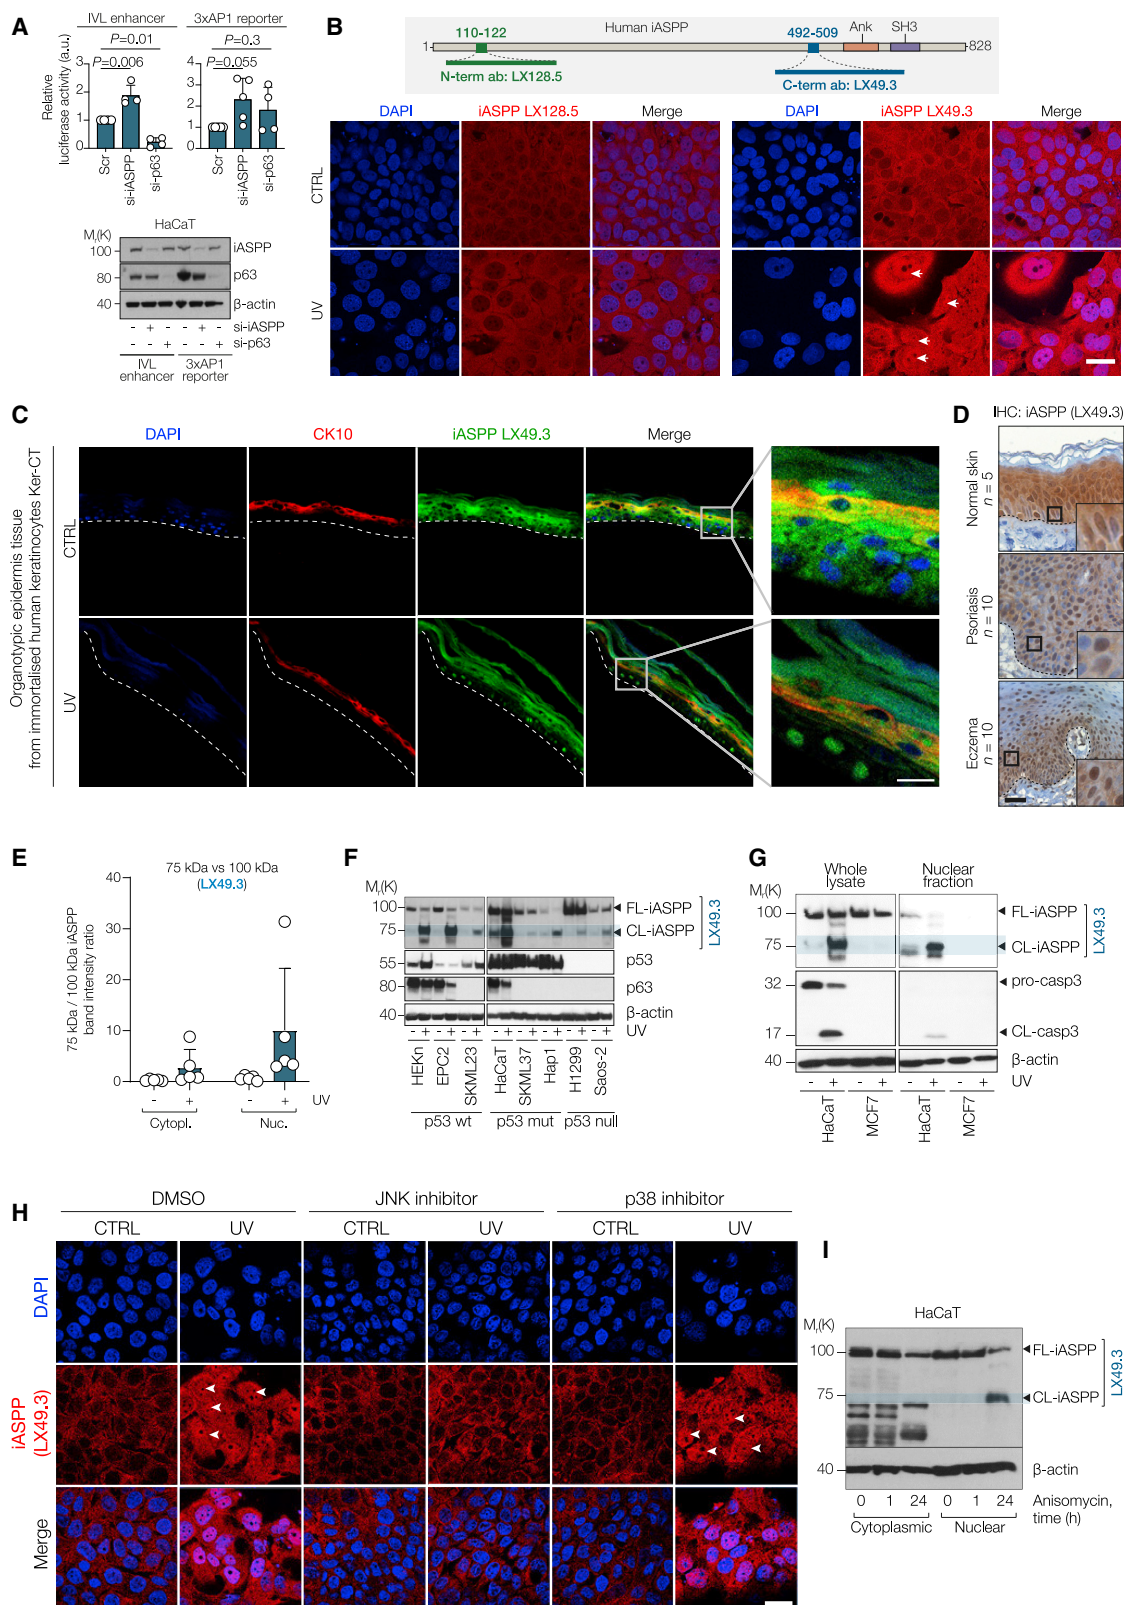 A
IVL enhancer
3xAP1 reporter
P=0.01
P=0.006
P=0.3
P=0.055
Relative
luciferase activity (a.u.)
3
2
1
0
4
3
2
1
0
Scr
si-iASPP
si-p63
Scr
si-iASPP
si-p63
HaCaT
Mr(K)
100
iASPP
80
p63
40
β-actin
- + - - + - si-iASPP
- - + - - + si-p63
IVL
enhancer
3xAP1
reporter
B
Human iASPP
110-122
492-509
Ank
SH3
1
828
N-term ab: LX128.5
C-term ab: LX49.3
DAPI
iASPP LX128.5
Merge
DAPI
iASPP LX49.3
Merge
CTRL
UV
C
DAPI
CK10
iASPP LX49.3
Merge
Organotypic epidermis tissue
from immortalised human keratinocytes Ker-CT
CTRL
UV
D
IHC: iASPP (LX49.3)
Normal skin
n = 5
Psoriasis
n = 10
Eczema
n = 10
E
75 kDa vs 100 kDa
(LX49.3)
75 kDa / 100 kDa iASPP
band intensity ratio
40
30
20
10
0
- + - + UV
Cytopl.
Nuc.
F
Mr(K)
100
FL-iASPP
75
CL-iASPP
LX49.3
55
p53
80
p63
40
β-actin
- + - + - + - + - + - + - + - + UV
HEKn
EPC2
SKML23
HaCaT
SKML37
Hap1
H1299
Saos-2
p53 wt
p53 mut
p53 null
G
Whole
lysate
Nuclear
fraction
Mr(K)
100
FL-iASPP
75
CL-iASPP
LX49.3
32
pro-casp3
17
CL-casp3
40
β-actin
- + - + - + - + UV
HaCaT
MCF7
HaCaT
MCF7
H
DMSO
JNK inhibitor
p38 inhibitor
CTRL
UV
CTRL
UV
CTRL
UV
DAPI
iASPP
(LX49.3)
Merge
I
HaCaT
Mr(K)
100
FL-iASPP
75
CL-iASPP
LX49.3
40
β-actin
0 1 24 0 1 24 Anisomycin,
time (h)
Cytoplasmic
Nuclear